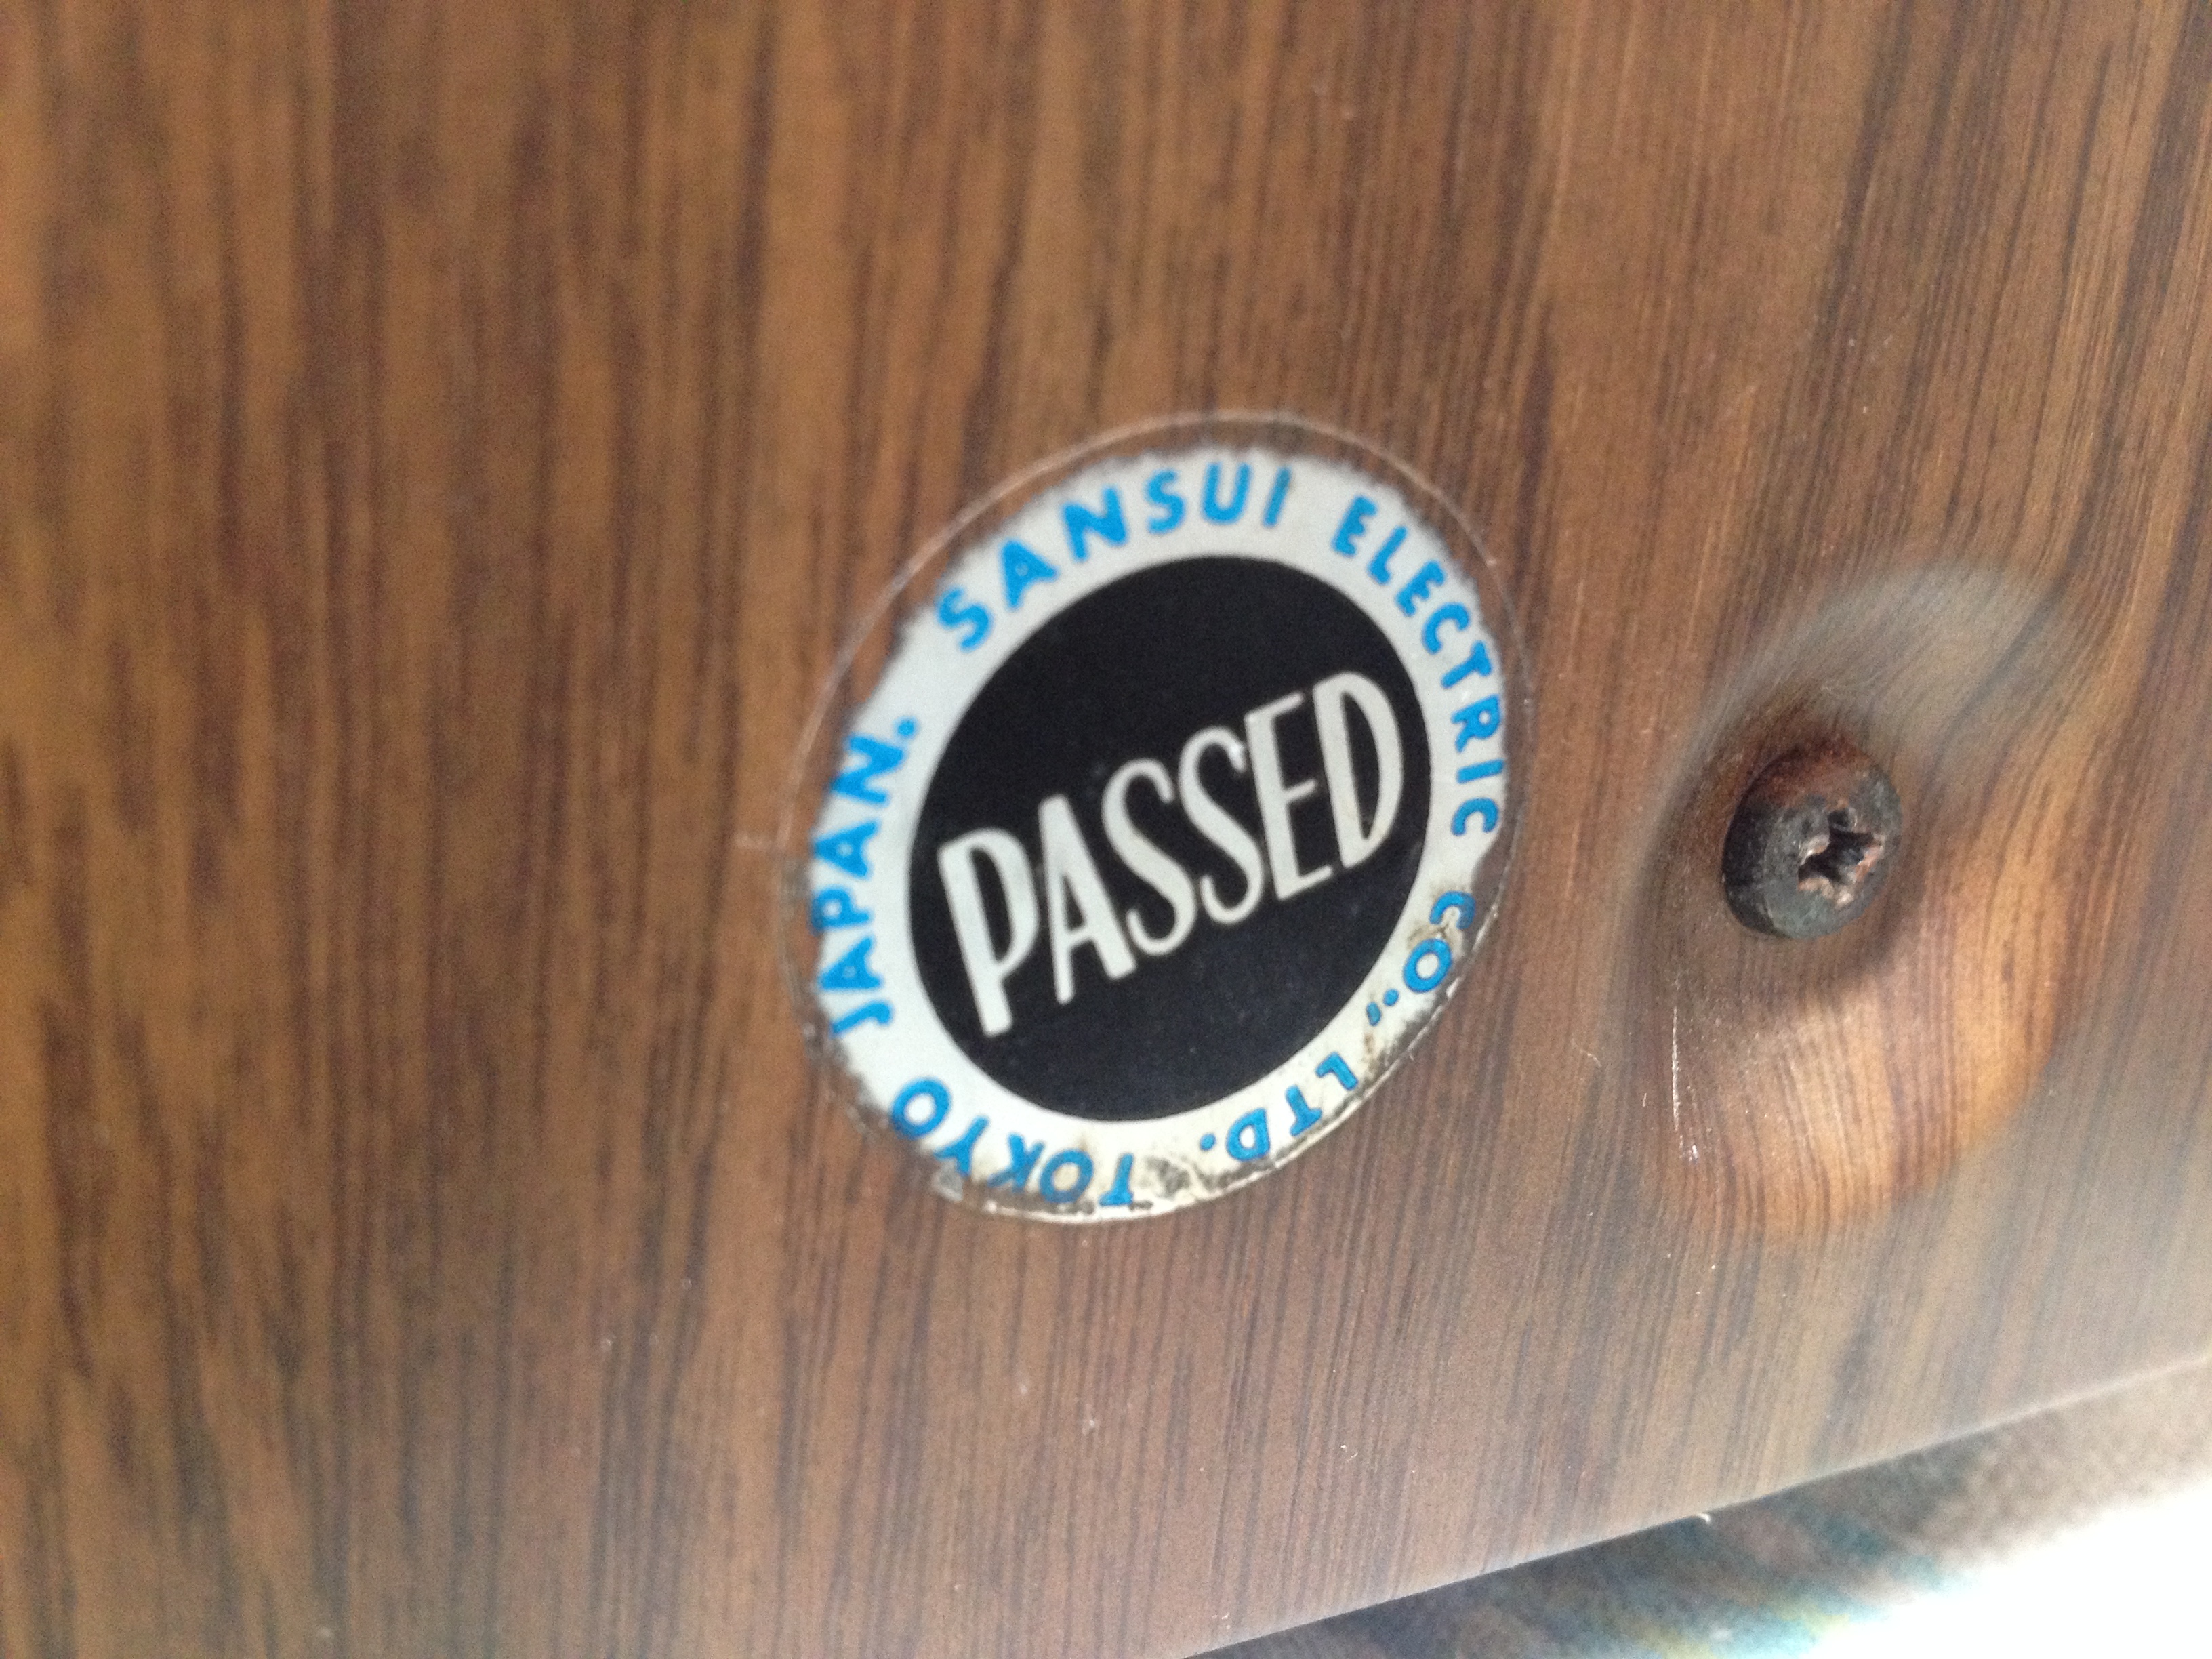 SANSUI ELECTRIC CO., LTD. TOKYO JAPAN.
PASSED